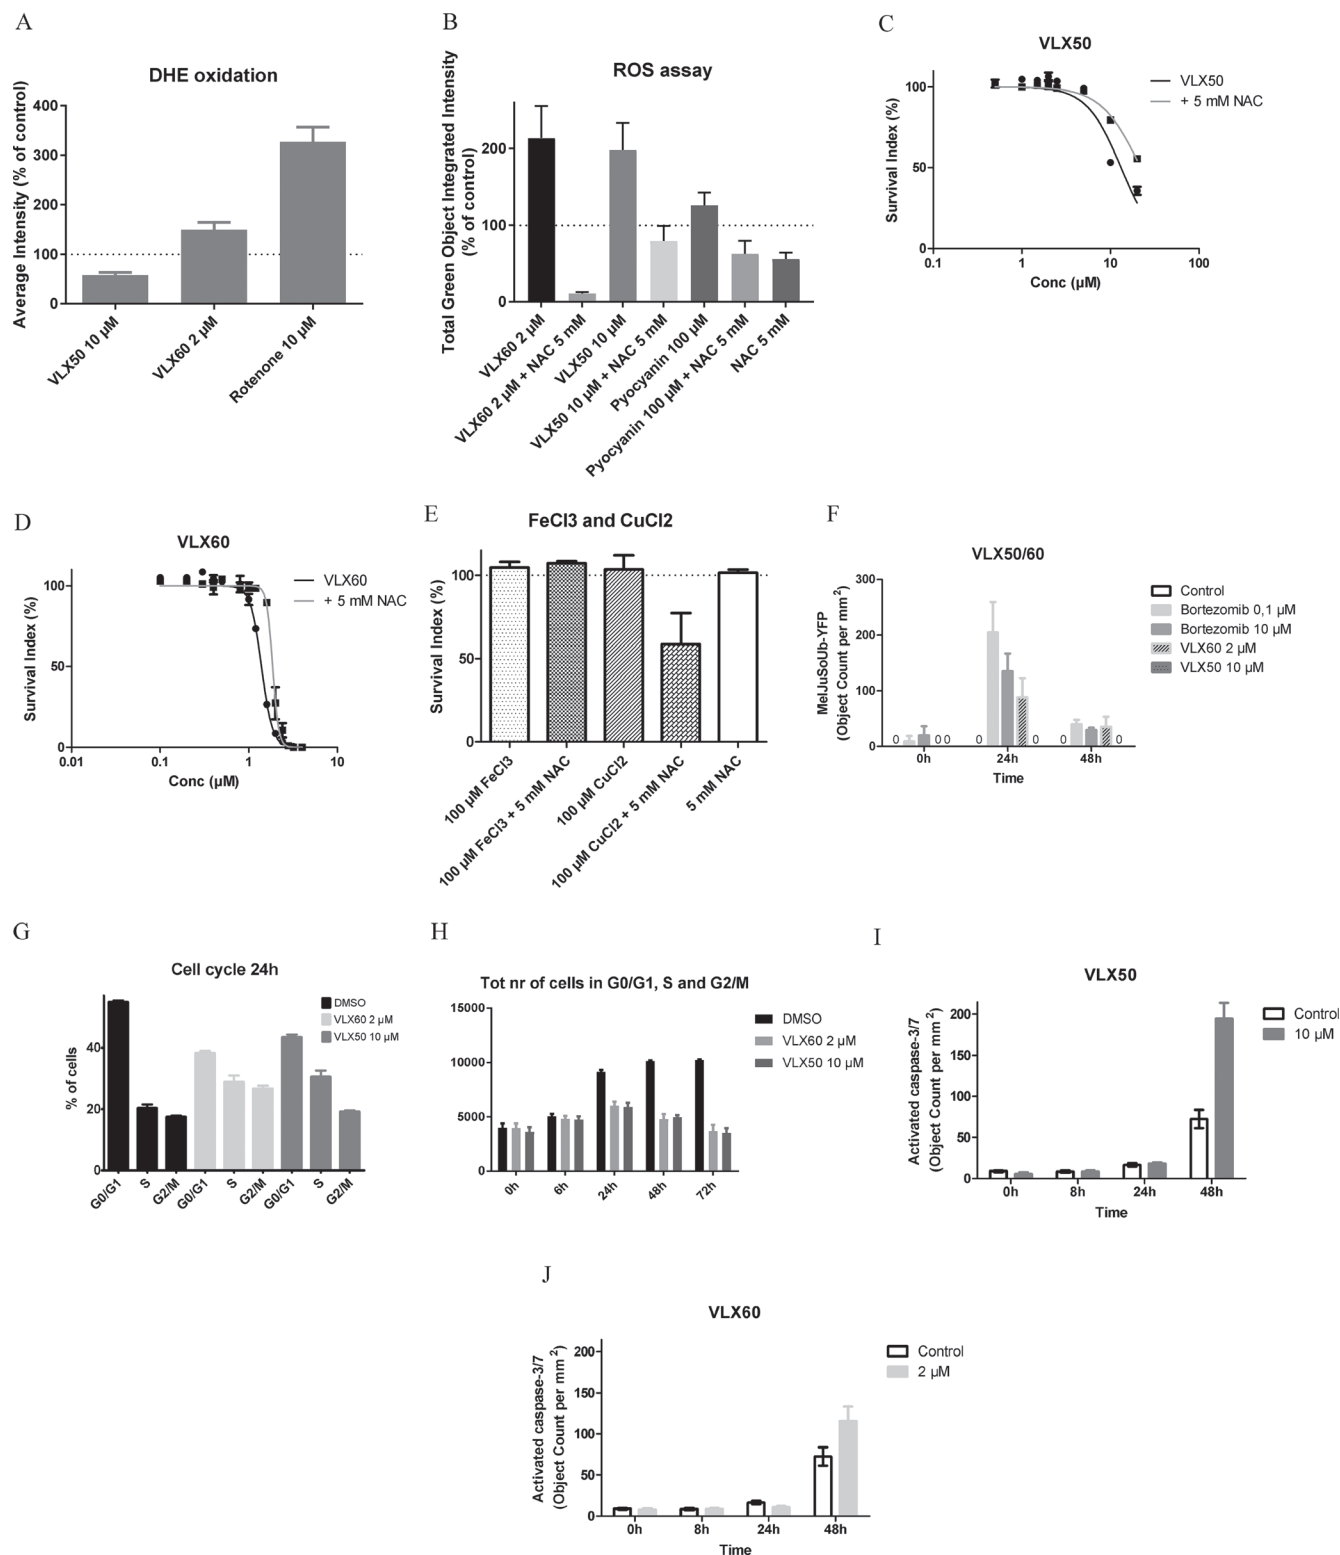 A
DHE oxidation
Average Intensity (% of control)
400
300
200
100
0
VLX50 10 µM
VLX60 2 µM
Rotenone 10 µM
B
ROS assay
Total Green Object Integrated Intensity
(% of control)
200
100
0
VLX60 2 µM
VLX60 2 µM + NAC 5 mM
VLX50 10 µM
VLX50 10 µM + NAC 5 mM
Pyocyanin 100 µM
Pyocyanin 100 µM + NAC 5 mM
NAC 5 mM
C
VLX50
Survival Index (%)
100
50
0
0.1
1
10
100
Conc (µM)
VLX50
+ 5 mM NAC
D
VLX60
Survival Index (%)
100
50
0
0.01
0.1
1
10
Conc (µM)
VLX60
+ 5 mM NAC
E
FeCl3 and CuCl2
Survival Index (%)
100
50
0
100 µM FeCl3
100 µM FeCl3 + 5 mM NAC
100 µM CuCl2
100 µM CuCl2 + 5 mM NAC
5 mM NAC
F
VLX50/60
MelJuSoUb-YFP
(Object Count per mm²)
300
200
100
0
0 0 0 0 0 0 0
0h
24h
48h
Time
Control
Bortezomib 0,1 µM
Bortezomib 10 µM
VLX60 2 µM
VLX50 10 µM
G
Cell cycle 24h
% of cells
40
20
0
G0/G1
S
G2/M
G0/G1
S
G2/M
G0/G1
S
G2/M
DMSO
VLX60 2 µM
VLX50 10 µM
H
Tot nr of cells in G0/G1, S and G2/M
15000
10000
5000
0
0h
6h
24h
48h
72h
DMSO
VLX60 2 µM
VLX50 10 µM
I
VLX50
Activated caspase-3/7
(Object Count per mm²)
200
150
100
50
0
0h
8h
24h
48h
Time
Control
10 µM
J
VLX60
Activated caspase-3/7
(Object Count per mm²)
200
150
100
50
0
0h
8h
24h
48h
Time
Control
2 µM